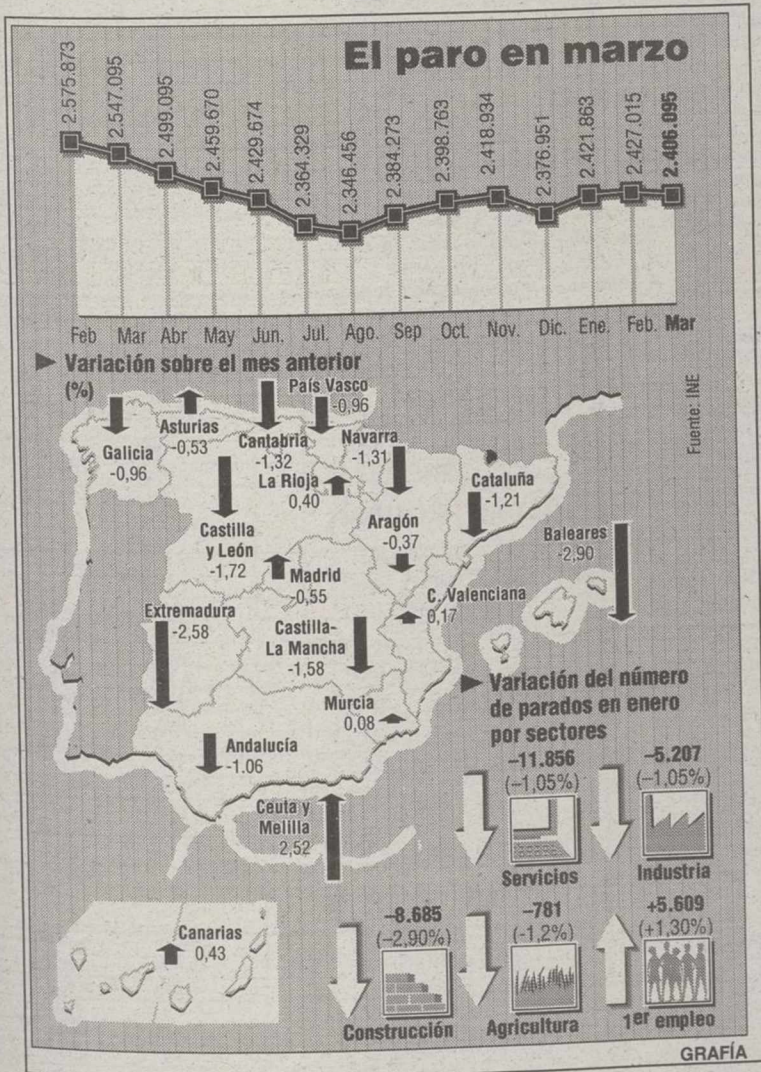 El paro en marzo
2.575.873
2.547.095
2.499.095
2.459.670
2.429.674
2.364.329
2.346.456
2.384.273
2.398.763
2.418.934
2.376.951
2.421.863
2.427.015
2.406.095
Feb Mar Abr May Jun. Jul. Ago. Sep Oct. Nov. Dic. Ene. Feb. Mar
Variación sobre el mes anterior
(%)
Fuente: INE
Galicia
-0,96
Asturias
-0,53
Cantabria
-1,32
País Vasco
-0,96
Navarra
-1,31
La Rioja
0,40
Cataluña
-1,21
Aragón
-0,37
Castilla
y León
-1,72
Madrid
-0,55
Baleares
-2,90
C. Valenciana
0,17
Extremadura
-2,58
Castilla-
La Mancha
-1,58
Murcia
0,08
Andalucía
-1.06
Ceuta y
Melilla
2,52
Canarias
0,43
Variación del número
de parados en enero
por sectores
–11.856
(–1,05%)
Servicios
–5.207
(–1,05%)
Industria
–8.685
(–2,90%)
Construcción
–781
(-1,2%)
Agricultura
+5.609
(+1,30%)
1er empleo
GRAFÍA